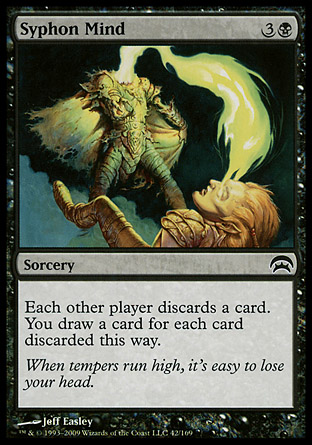 Syphon Mind 3
Sorcery
Each other player discards a card.
You draw a card for each card
discarded this way.
When tempers run high, it's easy to lose
your head.
Jeff Easley
™ & © 1993–2009 Wizards of the Coast LLC 42/169